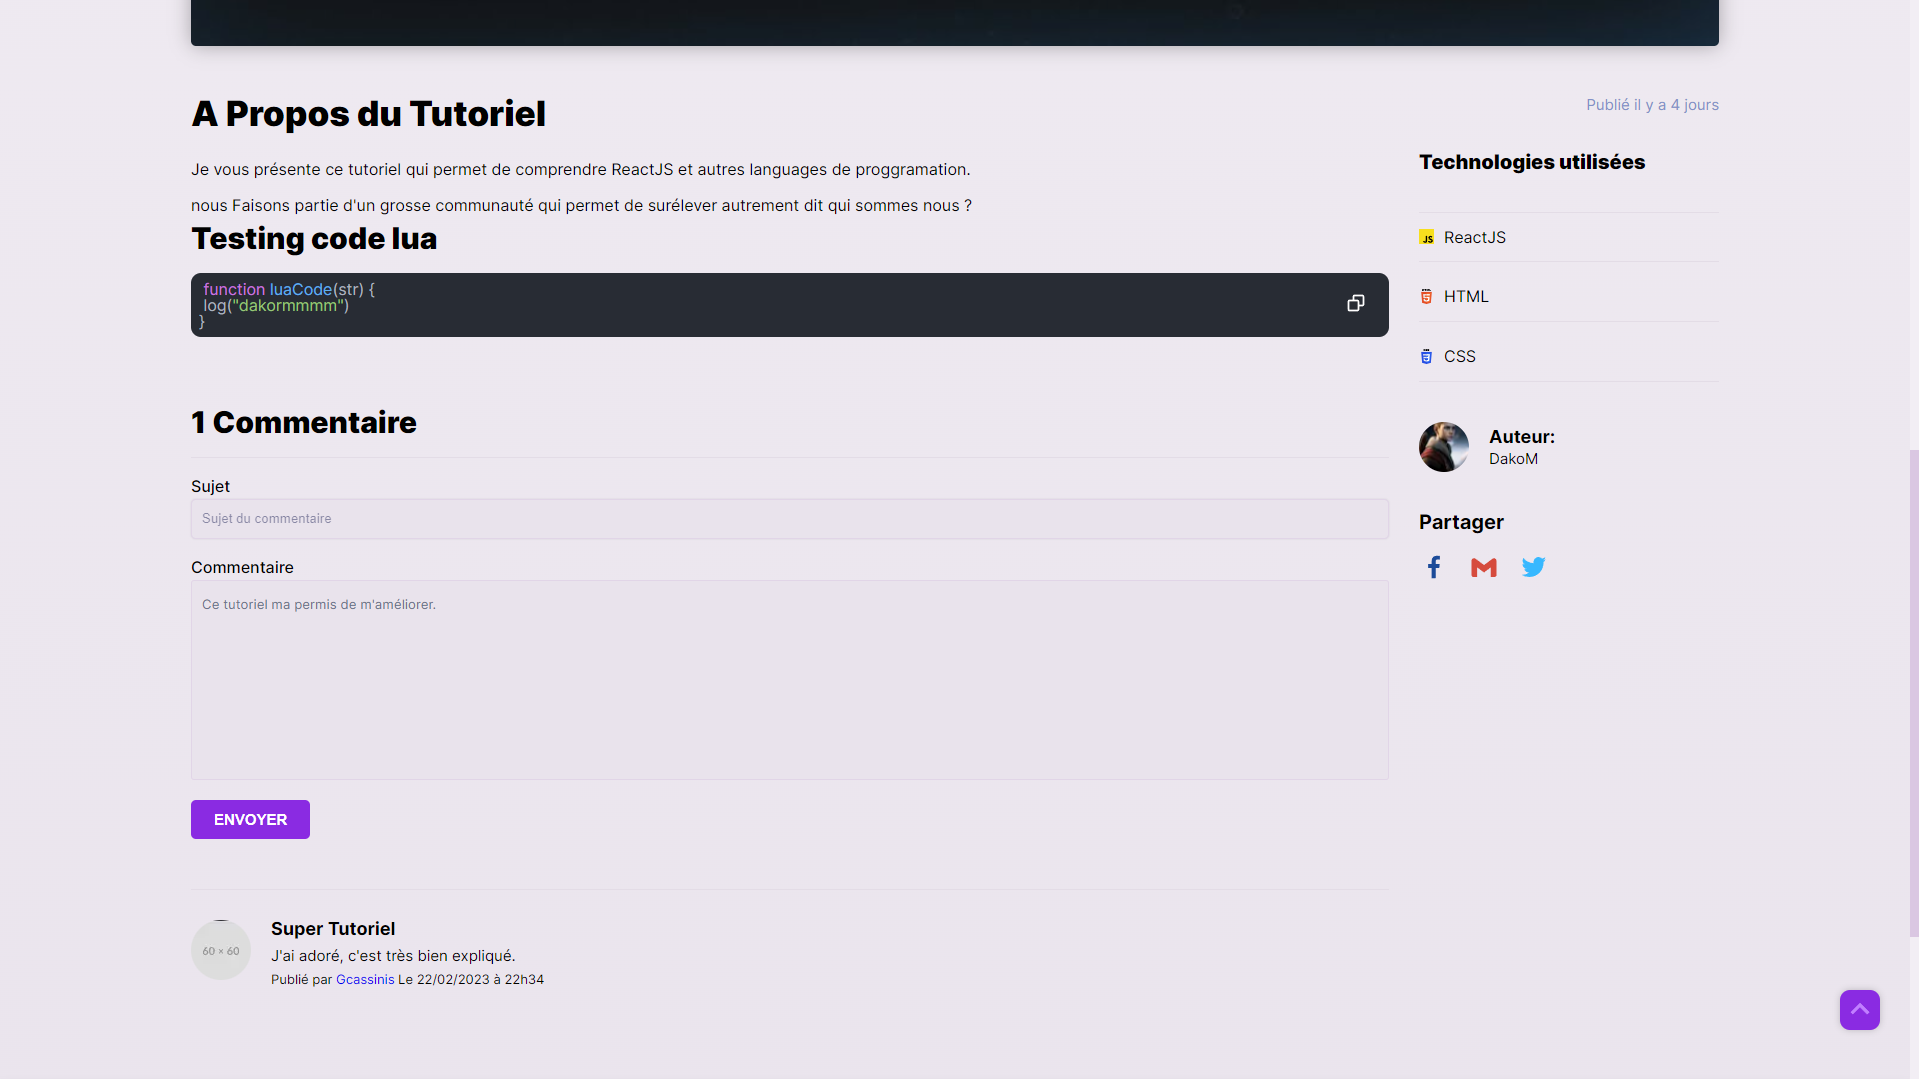 A Propos du Tutoriel
Je vous présente ce tutoriel qui permet de comprendre ReactJS et autres languages de proggramation.
nous Faisons partie d'un grosse communauté qui permet de surélever autrement dit qui sommes nous ?
Testing code lua
function luaCode(str) {
log("dakormmmm")
}
1 Commentaire
Sujet
Sujet du commentaire
Commentaire
Ce tutoriel ma permis de m'améliorer.
ENVOYER
60 × 60
Super Tutoriel
J'ai adoré, c'est très bien expliqué.
Publié par Gcassinis Le 22/02/2023 à 22h34
Publié il y a 4 jours
Technologies utilisées
JS ReactJS
HTML
CSS
Auteur:
DakoM
Partager